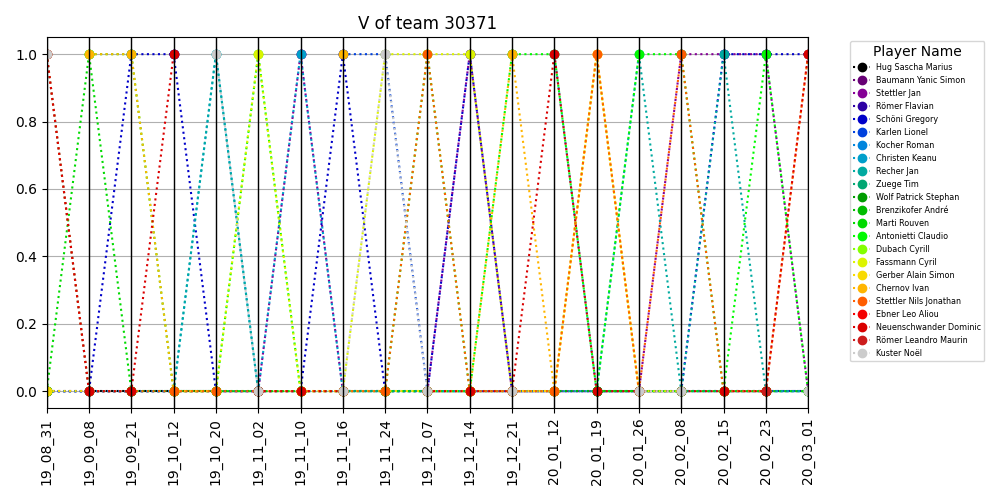 V of team 30371
1.0
0.8
0.6
0.4
0.2
0.0
19_08_31
19_09_08
19_09_21
19_10_12
19_10_20
19_11_02
19_11_10
19_11_16
19_11_24
19_12_07
19_12_14
19_12_21
20_01_12
20_01_19
20_01_26
20_02_08
20_02_15
20_02_23
20_03_01
Player Name
Hug Sascha Marius
Baumann Yanic Simon
Stettler Jan
Römer Flavian
Schöni Gregory
Karlen Lionel
Kocher Roman
Christen Keanu
Recher Jan
Zuege Tim
Wolf Patrick Stephan
Brenzikofer André
Marti Rouven
Antonietti Claudio
Dubach Cyrill
Fassmann Cyril
Gerber Alain Simon
Chernov Ivan
Stettler Nils Jonathan
Ebner Leo Aliou
Neuenschwander Dominic
Römer Leandro Maurin
Kuster Noël